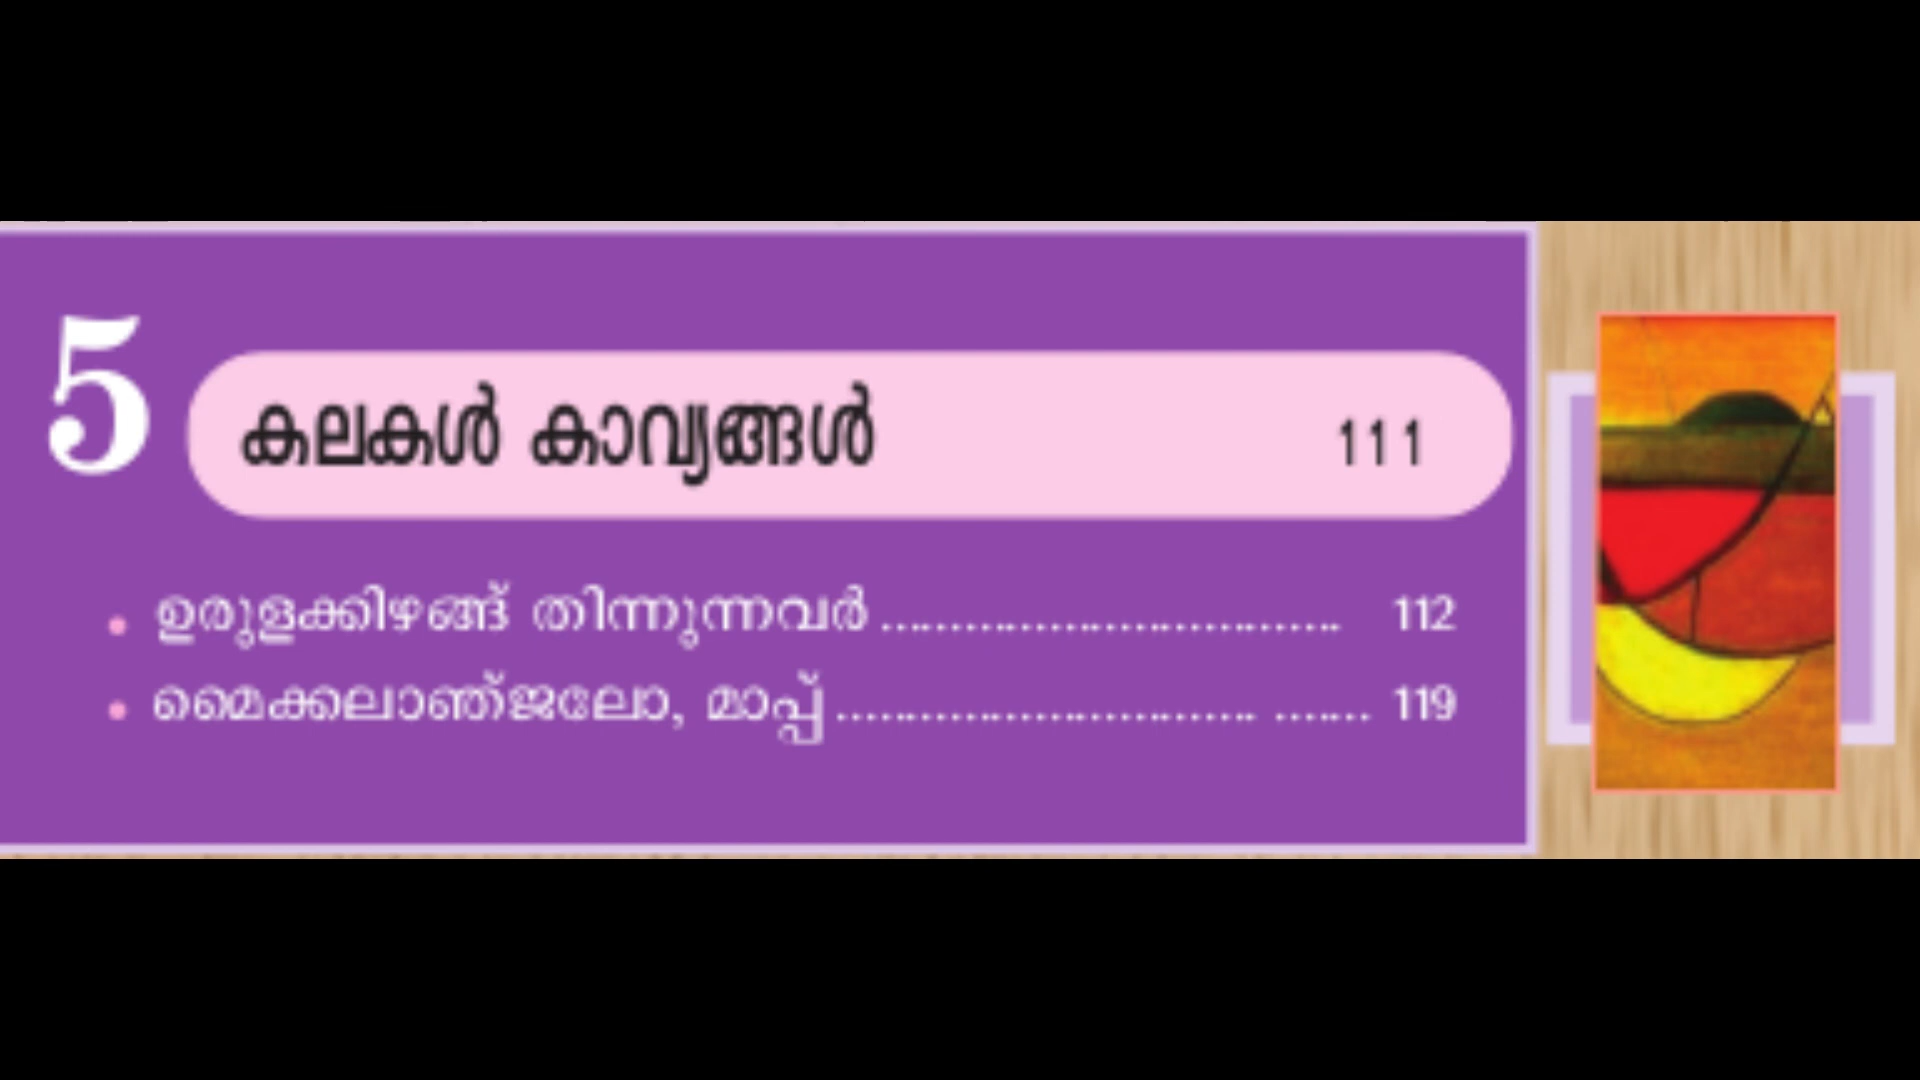 5 കലകൾ കാവ്യങ്ങൾ 111
• ഉരുളക്കിഴങ്ങ് തിന്നുന്നവർ ........................................ 112
• മൈക്കലാഞ്ജലോ, മാപ്പ് .................................... ....... 119